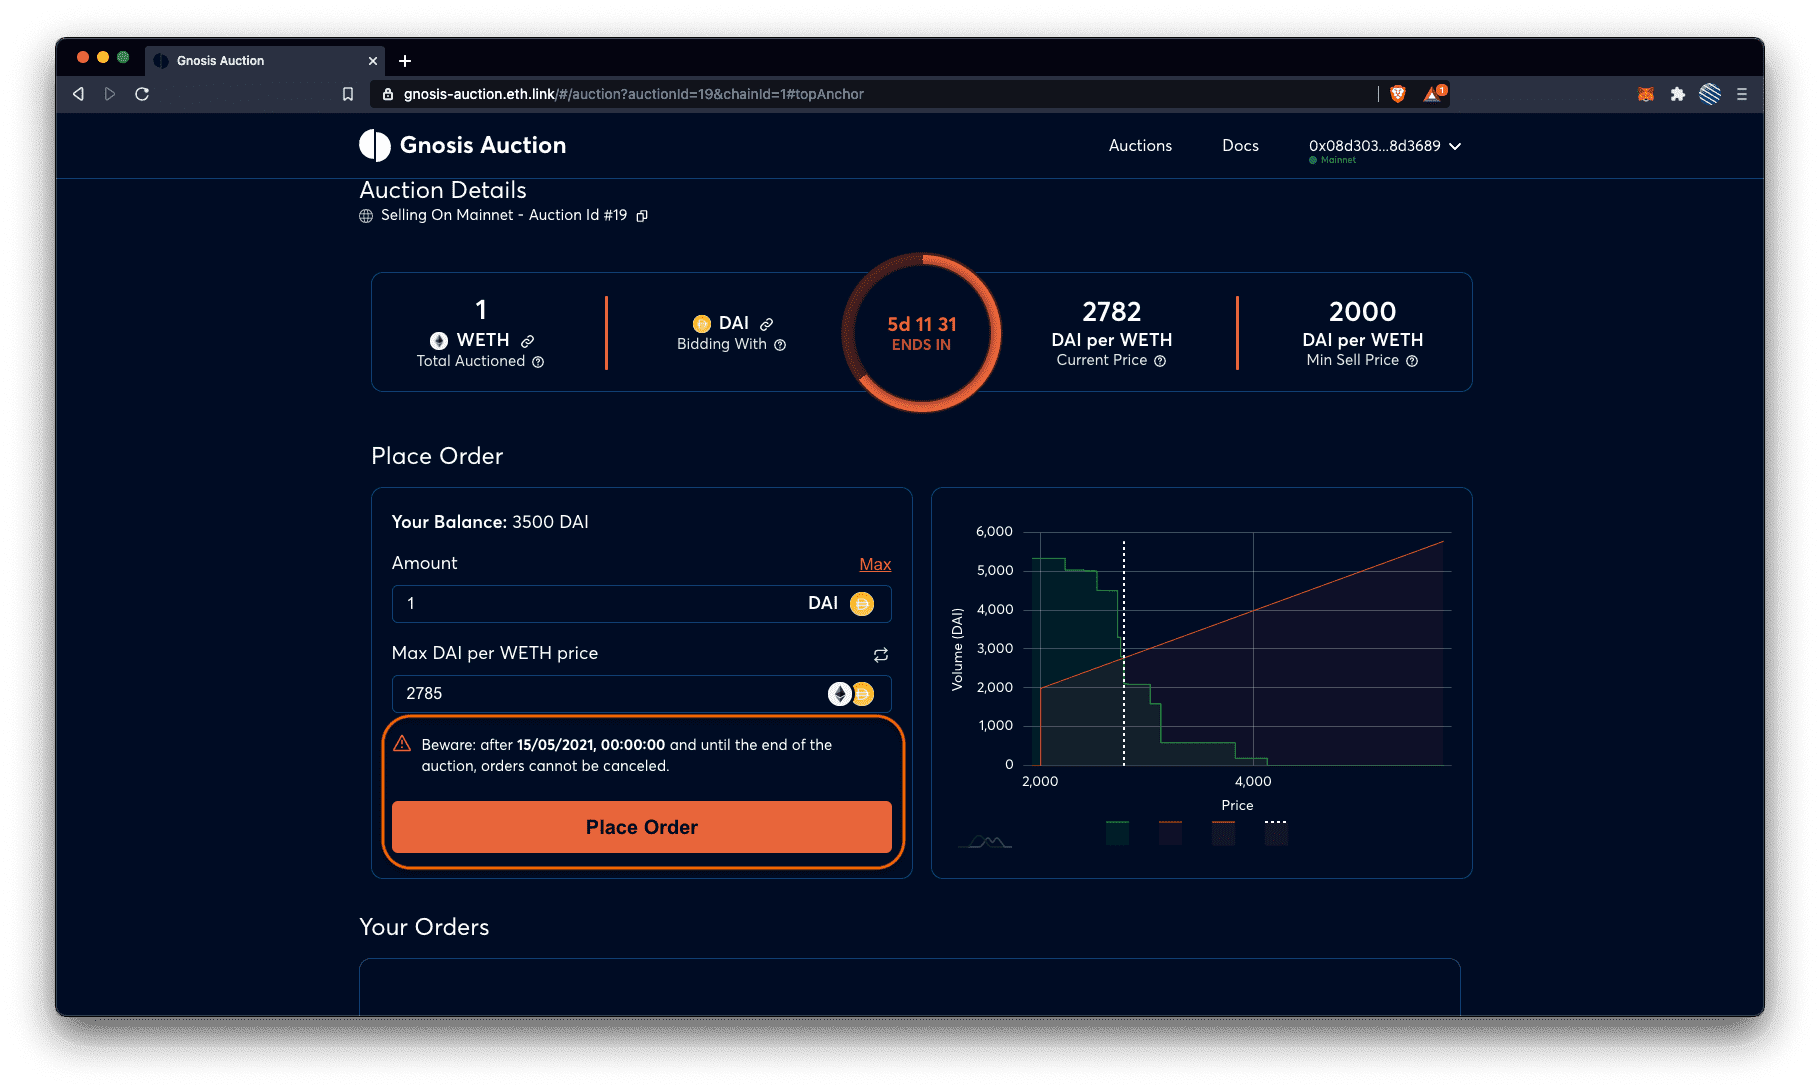 Gnosis Auction
gnosis-auction.eth.link/#/auction?auctionId=19&chainId=1#topAnchor
1
Gnosis Auction
Auctions
Docs
0x08d303...8d3689
Mainnet
Auction Details
Selling On Mainnet - Auction Id #19
1
WETH
Total Auctioned
DAI
Bidding With
5d 11 31
ENDS IN
2782
DAI per WETH
Current Price
2000
DAI per WETH
Min Sell Price
Place Order
Your Balance: 3500 DAI
Amount
Max
1
DAI
Max DAI per WETH price
2785
Beware: after 15/05/2021, 00:00:00 and until the end of the
auction, orders cannot be canceled.
Place Order
6,000
5,000
4,000
3,000
2,000
1,000
0
Volume (DAI)
2,000
4,000
Price
Your Orders